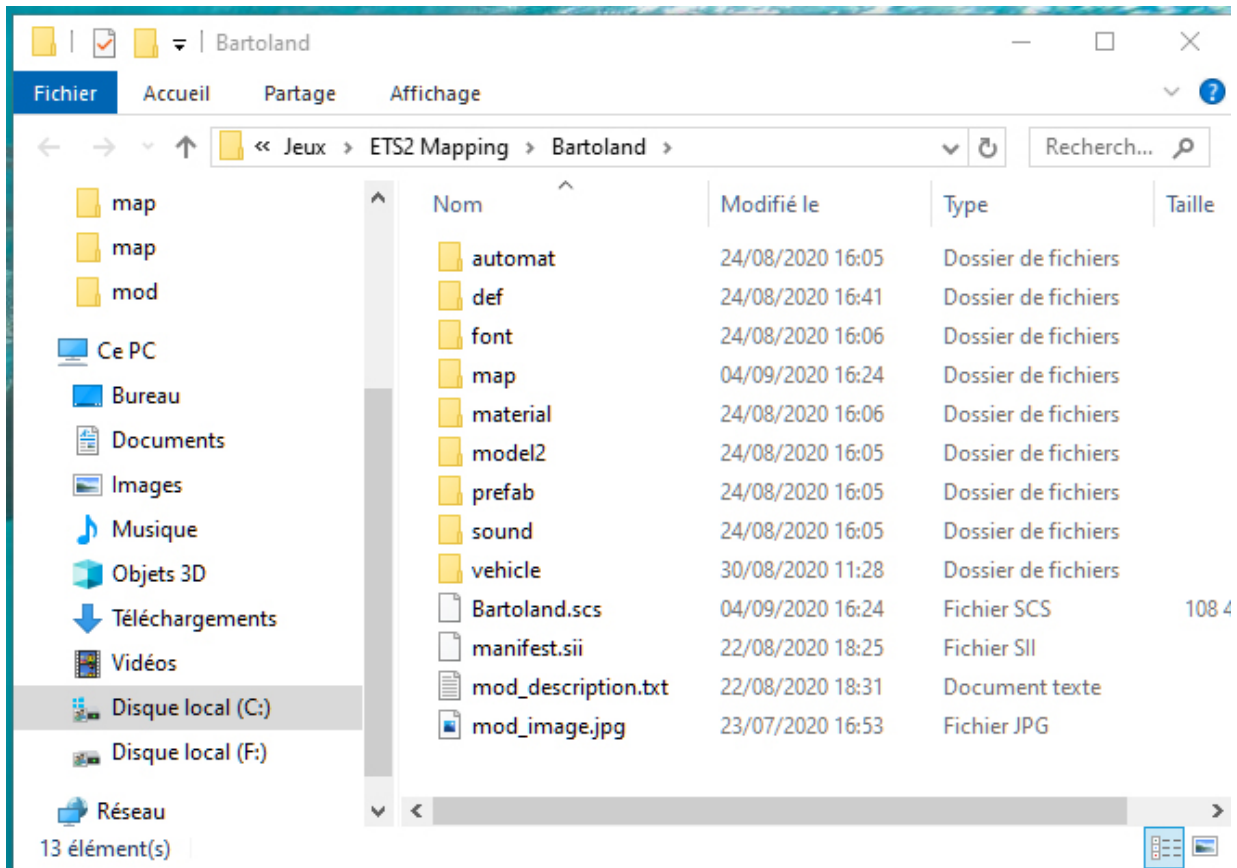 Bartoland
Fichier Accueil Partage Affichage
« Jeux > ETS2 Mapping > Bartoland > Recherch...
map
map
mod
Ce PC
Bureau
Documents
Images
Musique
Objets 3D
Téléchargements
Vidéos
Disque local (C:)
Disque local (F:)
Réseau
Nom Modifié le Type Taille
automat 24/08/2020 16:05 Dossier de fichiers
def 24/08/2020 16:41 Dossier de fichiers
font 24/08/2020 16:06 Dossier de fichiers
map 04/09/2020 16:24 Dossier de fichiers
material 24/08/2020 16:06 Dossier de fichiers
model2 24/08/2020 16:05 Dossier de fichiers
prefab 24/08/2020 16:05 Dossier de fichiers
sound 24/08/2020 16:05 Dossier de fichiers
vehicle 30/08/2020 11:28 Dossier de fichiers
Bartoland.scs 04/09/2020 16:24 Fichier SCS 108 4
manifest.sii 22/08/2020 18:25 Fichier SII
mod_description.txt 22/08/2020 18:31 Document texte
mod_image.jpg 23/07/2020 16:53 Fichier JPG
13 élément(s)